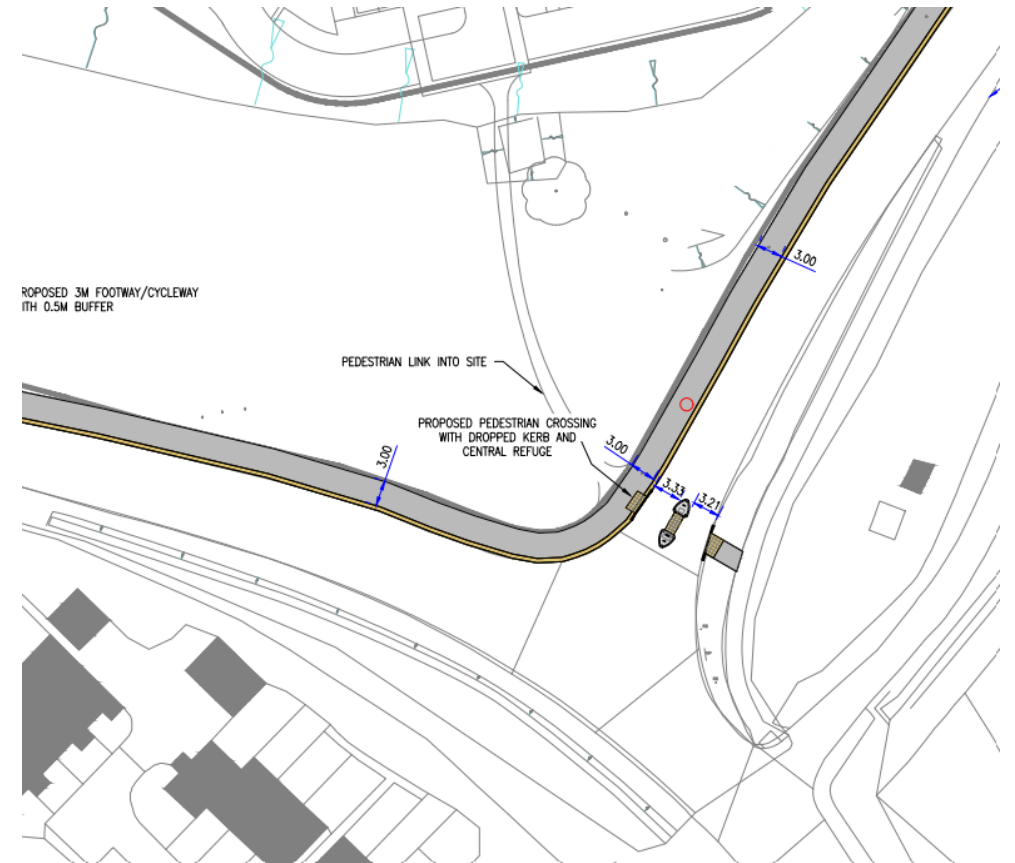 3.00
ROPOSED 3M FOOTWAY/CYCLEWAY
ITH 0.5M BUFFER
PEDESTRIAN LINK INTO SITE
PROPOSED PEDESTRIAN CROSSING
WITH DROPPED KERB AND
CENTRAL REFUGE
3.00
3.00
3.33
3.21